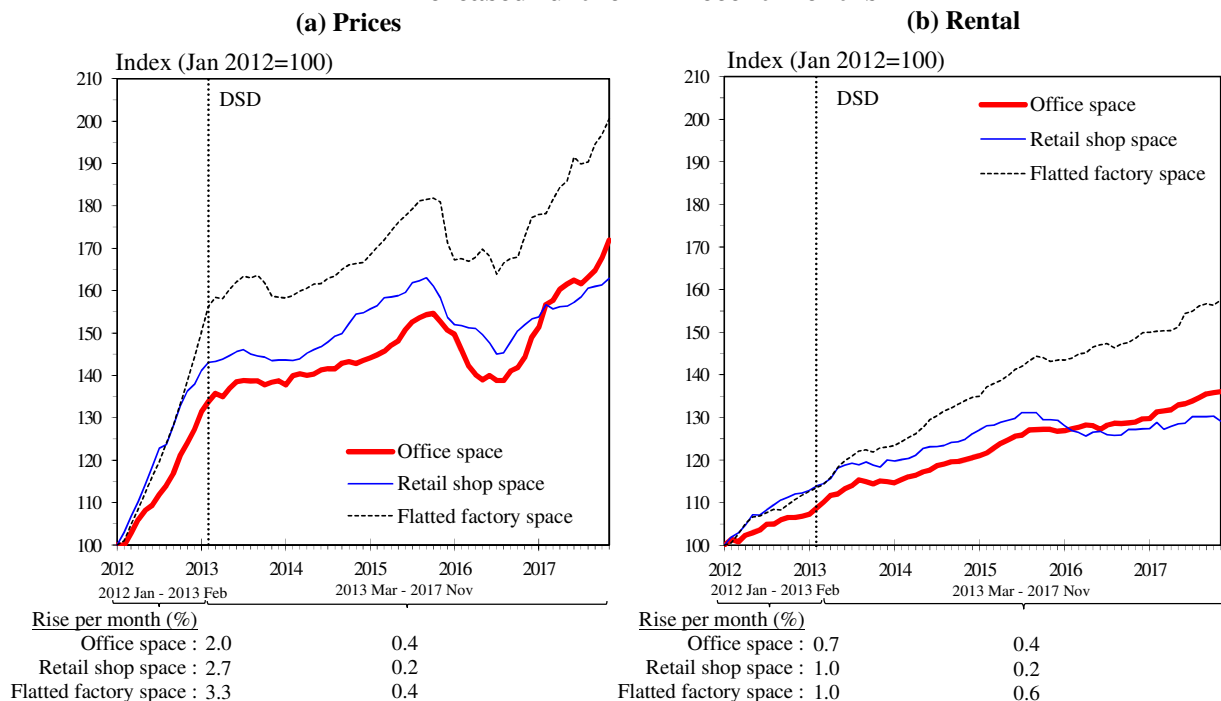 (a) Prices
Index (Jan 2012=100)
210
200
190
180
170
160
150
140
130
120
110
100
DSD
Office space
Retail shop space
Flatted factory space
2012 2013 2014 2015 2016 2017
2012 Jan - 2013 Feb 2013 Mar - 2017 Nov
Rise per month (%)
Office space : 2.0 0.4
Retail shop space : 2.7 0.2
Flatted factory space : 3.3 0.4
(b) Rental
Index (Jan 2012=100)
210
200
190
180
170
160
150
140
130
120
110
100
DSD
Office space
Retail shop space
Flatted factory space
2012 2013 2014 2015 2016 2017
2012 Jan - 2013 Feb 2013 Mar - 2017 Nov
Rise per month (%)
Office space : 0.7 0.4
Retail shop space : 1.0 0.2
Flatted factory space : 1.0 0.6